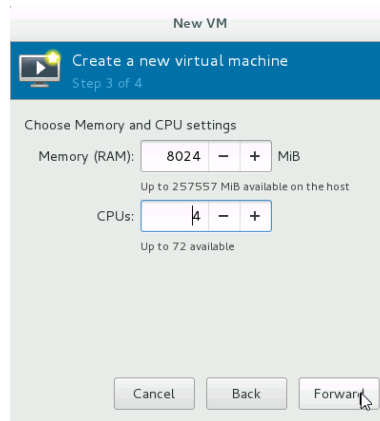 New VM
Create a new virtual machine
Step 3 of 4
Choose Memory and CPU settings
Memory (RAM): 8024 − + MiB
Up to 257557 MiB available on the host
CPUs: 4 − +
Up to 72 available
Cancel Back Forward